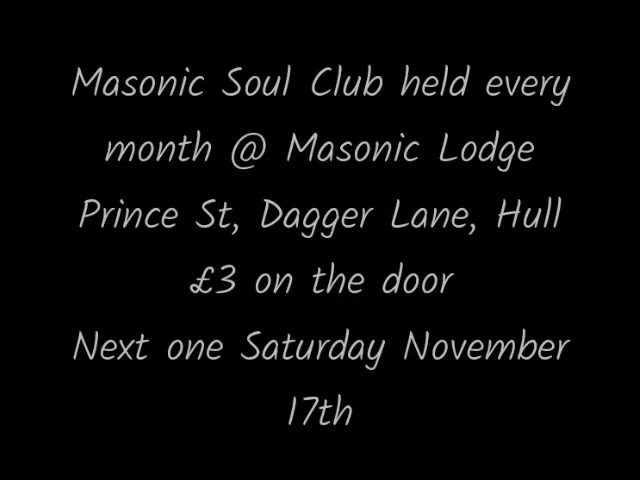 Masonic Soul Club held every
month @ Masonic Lodge
Prince St, Dagger Lane, Hull
£3 on the door
Next one Saturday November
17th